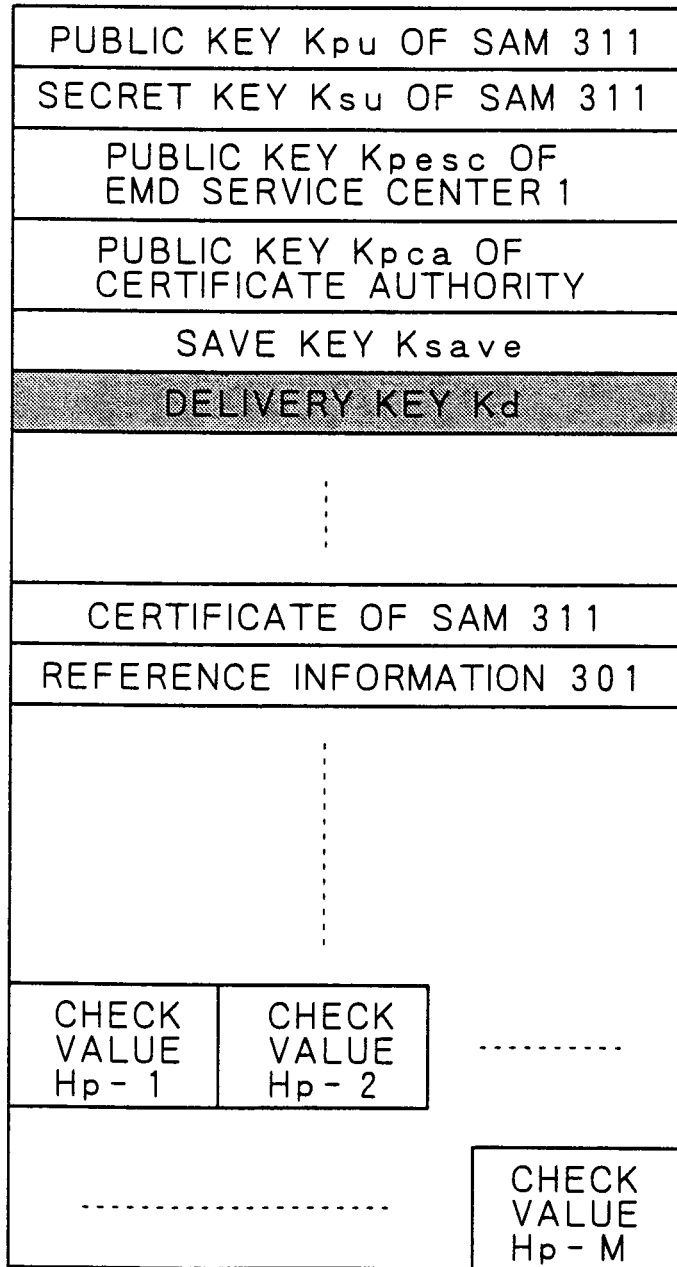 PUBLIC KEY Kpu OF SAM 311
SECRET KEY Ksu OF SAM 311
PUBLIC KEY Kpesc OF
EMD SERVICE CENTER 1
PUBLIC KEY Kpca OF
CERTIFICATE AUTHORITY
SAVE KEY Ksave
DELIVERY KEY Kd
CERTIFICATE OF SAM 311
REFERENCE INFORMATION 301
CHECK
VALUE
Hp-1
CHECK
VALUE
Hp-2
CHECK
VALUE
Hp-M